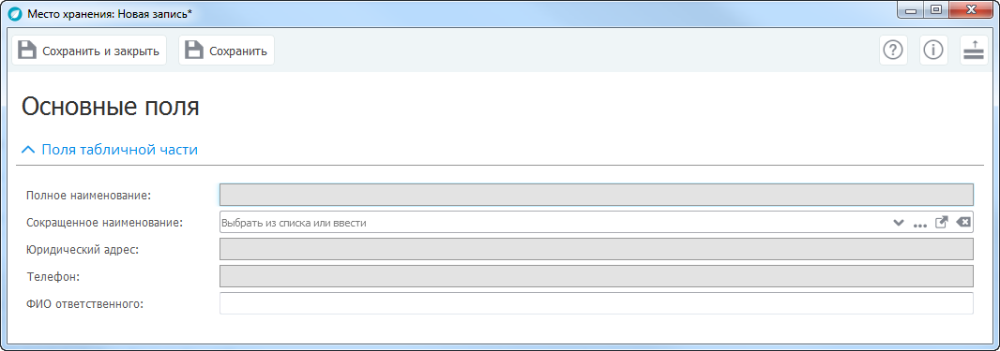 Место хранения: Новая запись*
Сохранить и закрыть Сохранить
Основные поля
Поля табличной части
Полное наименование:
Сокращенное наименование: Выбрать из списка или ввести
Юридический адрес:
Телефон:
ФИО ответственного: